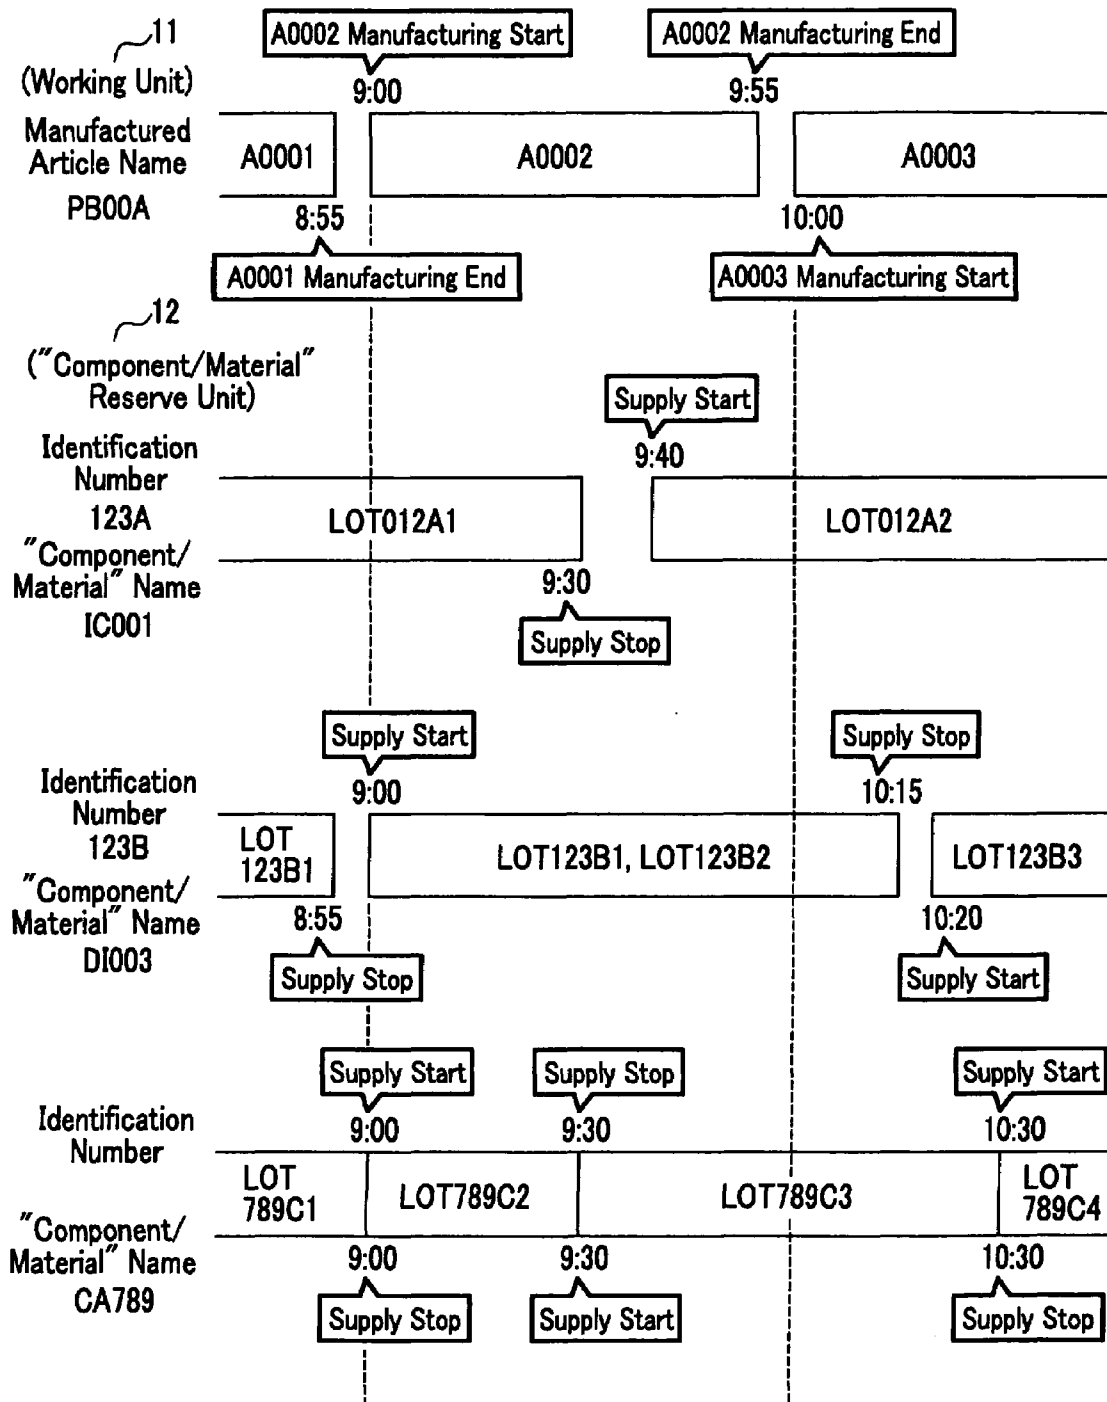 11
(Working Unit)
A0002 Manufacturing Start
A0002 Manufacturing End
9:00
9:55
Manufactured
Article Name
PB00A
A0001
A0002
A0003
8:55
10:00
A0001 Manufacturing End
A0003 Manufacturing Start
12
("Component/Material"
Reserve Unit)
Supply Start
9:40
Identification
Number
123A
"Component/
Material" Name
IC001
LOT012A1
LOT012A2
9:30
Supply Stop
Supply Start
Supply Stop
9:00
10:15
Identification
Number
123B
"Component/
Material" Name
DI003
LOT
123B1
LOT123B1, LOT123B2
LOT123B3
8:55
10:20
Supply Stop
Supply Start
Supply Start
Supply Stop
Supply Start
9:00
9:30
10:30
Identification
Number
"Component/
Material" Name
CA789
LOT
789C1
LOT789C2
LOT789C3
LOT
789C4
9:00
9:30
10:30
Supply Stop
Supply Start
Supply Stop